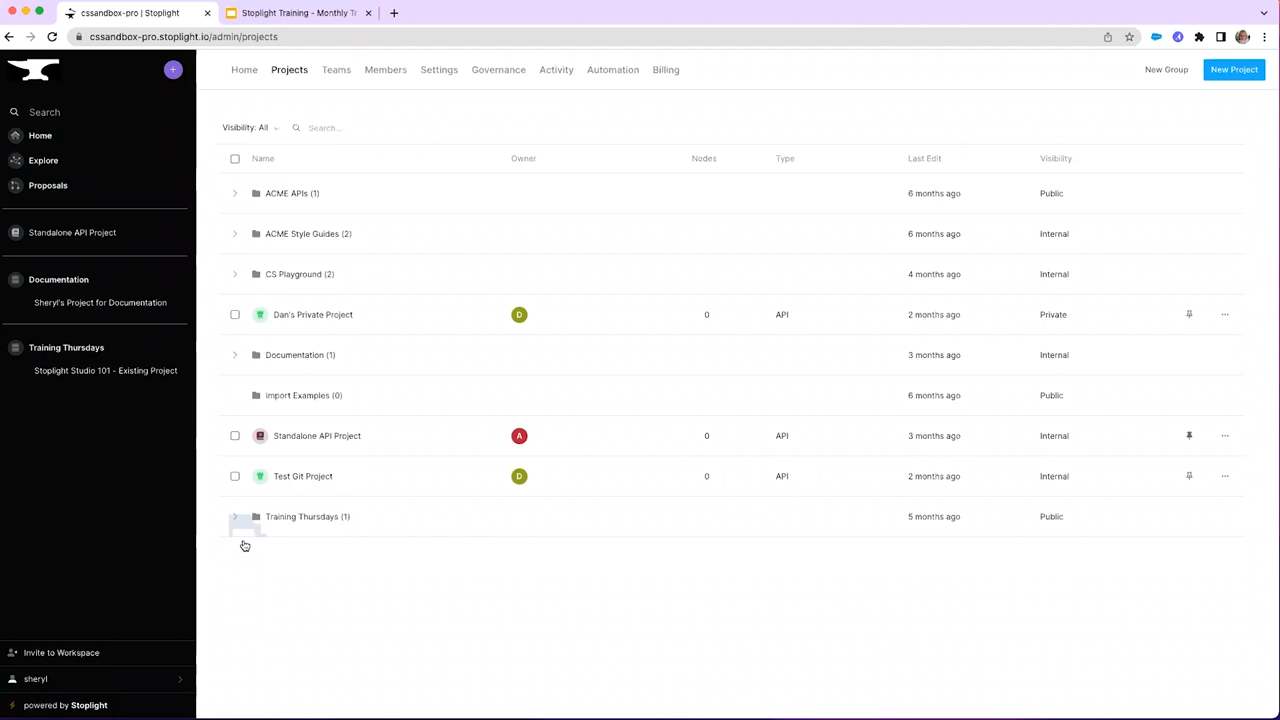 cssandbox-pro | Stoplight
Stoplight Training - Monthly Tr
cssandbox-pro.stoplight.io/admin/projects
Home Projects Teams Members Settings Governance Activity Automation Billing New Group New Project
Search
Home
Explore
Proposals
Standalone API Project
Documentation
Sheryl's Project for Documentation
Training Thursdays
Stoplight Studio 101 - Existing Project
Invite to Workspace
sheryl
powered by Stoplight
Visibility: All Search...
Name Owner Nodes Type Last Edit Visibility
ACME APIs (1) 6 months ago Public
ACME Style Guides (2) 6 months ago Internal
CS Playground (2) 4 months ago Internal
Dan's Private Project D 0 API 2 months ago Private
Documentation (1) 3 months ago Internal
import Examples (0) 6 months ago Public
Standalone API Project A 0 API 3 months ago Internal
Test Git Project D 0 API 2 months ago Internal
Training Thursdays (1) 5 months ago Public